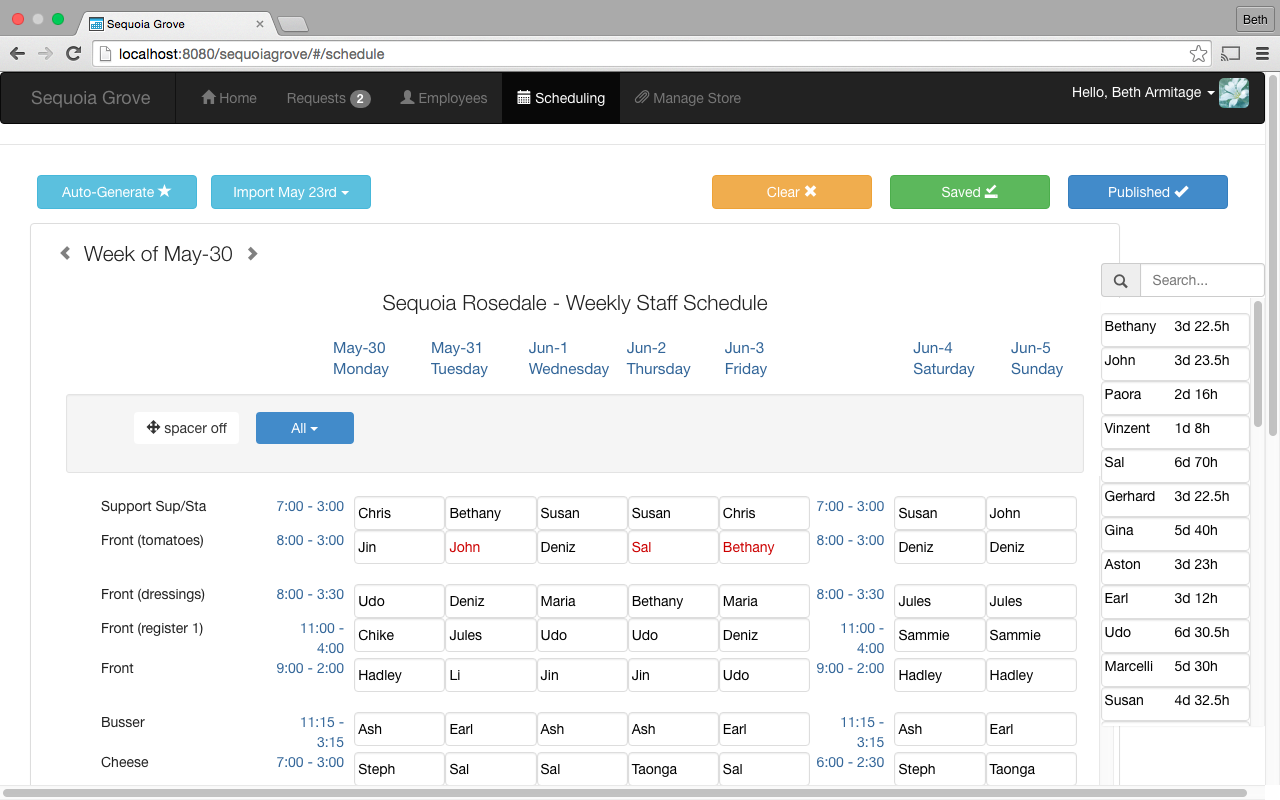 Sequoia Grove
Beth
localhost:8080/sequoiagrove/#/schedule
Sequoia Grove Home Requests 2 Employees Scheduling Manage Store Hello, Beth Armitage
Auto-Generate Import May 23rd Clear Saved Published
Week of May-30
Search...
Sequoia Rosedale - Weekly Staff Schedule
May-30 May-31 Jun-1 Jun-2 Jun-3 Jun-4 Jun-5
Monday Tuesday Wednesday Thursday Friday Saturday Sunday
spacer off All
Support Sup/Sta 7:00 - 3:00 Chris Bethany Susan Susan Chris 7:00 - 3:00 Susan John
Front (tomatoes) 8:00 - 3:00 Jin John Deniz Sal Bethany 8:00 - 3:00 Deniz Deniz
Front (dressings) 8:00 - 3:30 Udo Deniz Maria Bethany Maria 8:00 - 3:30 Jules Jules
Front (register 1) 11:00 - 4:00 Chike Jules Udo Udo Deniz 11:00 - 4:00 Sammie Sammie
Front 9:00 - 2:00 Hadley Li Jin Jin Udo 9:00 - 2:00 Hadley Hadley
Busser 11:15 - 3:15 Ash Earl Ash Ash Earl 11:15 - 3:15 Ash Earl
Cheese 7:00 - 3:00 Steph Sal Sal Taonga Sal 6:00 - 2:30 Steph Taonga
Bethany 3d 22.5h
John 3d 23.5h
Paora 2d 16h
Vinzent 1d 8h
Sal 6d 70h
Gerhard 3d 22.5h
Gina 5d 40h
Aston 3d 23h
Earl 3d 12h
Udo 6d 30.5h
Marcelli 5d 30h
Susan 4d 32.5h